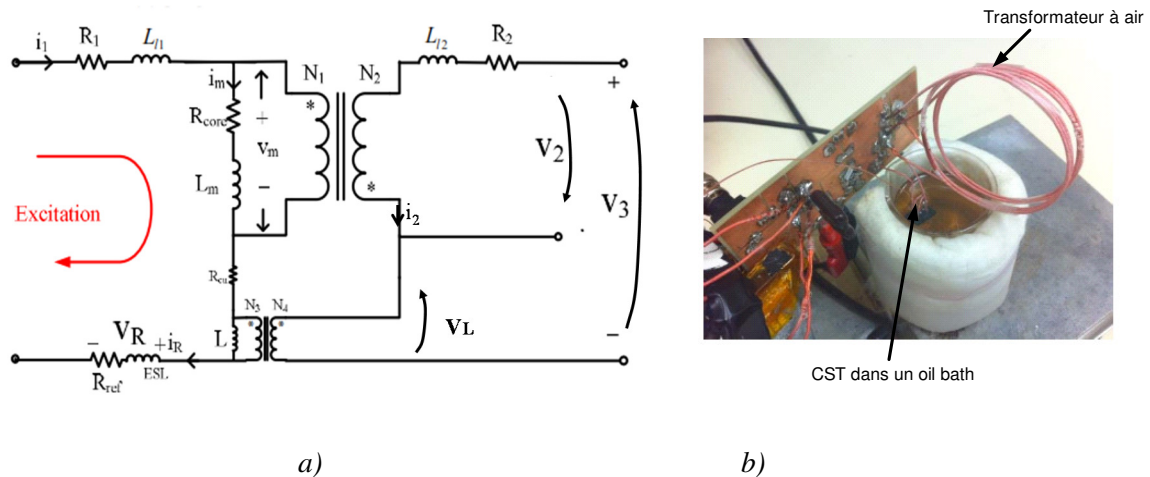 i1 R1 Ll1
Ll2 R2
im N1 N2
* +
Rcore
+
vm
Lm
−
*
V2
V3
i2
Excitation
Rcu
N3 N4
* *
VR
L
VL
− + iR
−
ESL
Rref
a)
Transformateur à air
CST dans un oil bath
b)